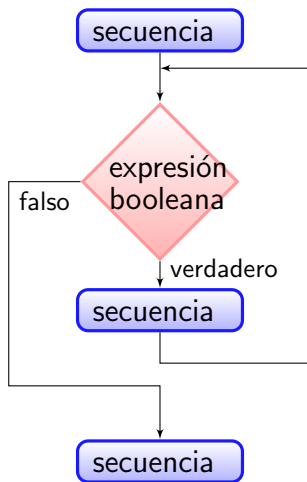 secuencia
expresión
booleana
falso
verdadero
secuencia
secuencia